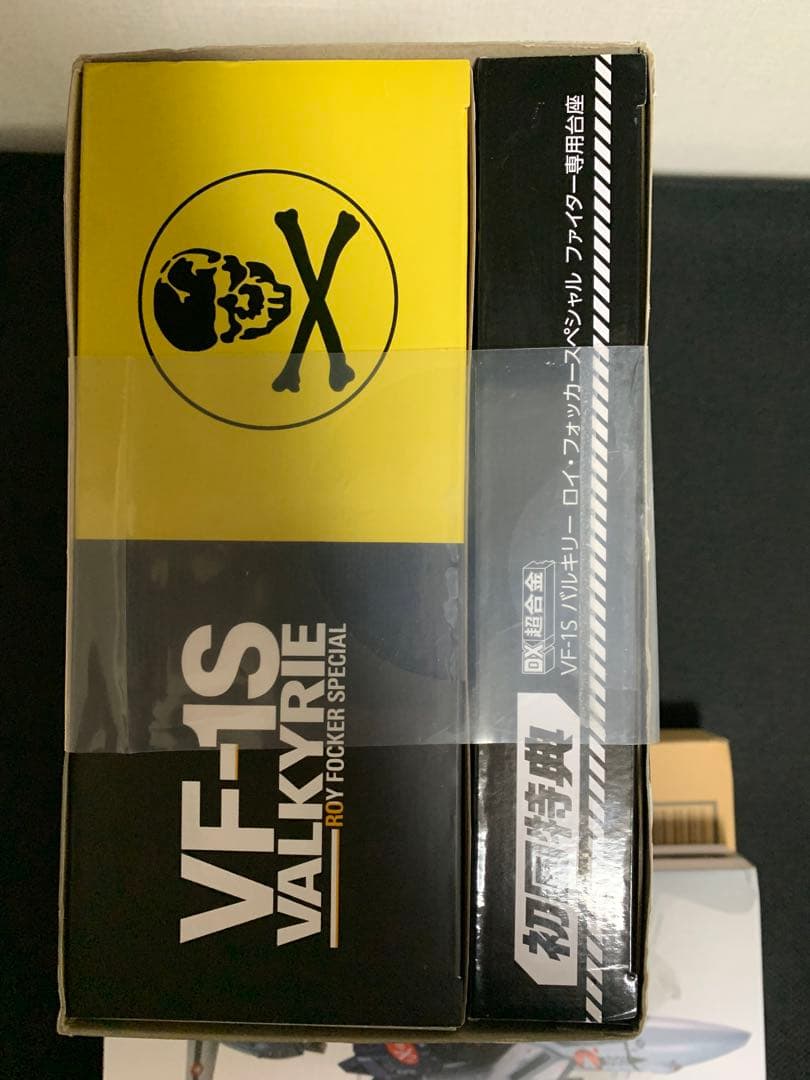 VF-1S
VALKYRIE
ROY FOCKER SPECIAL
初回特典
DX超合金
VF-1S バルキリー ロイ・フォッカースペシャル ファイター専用台座